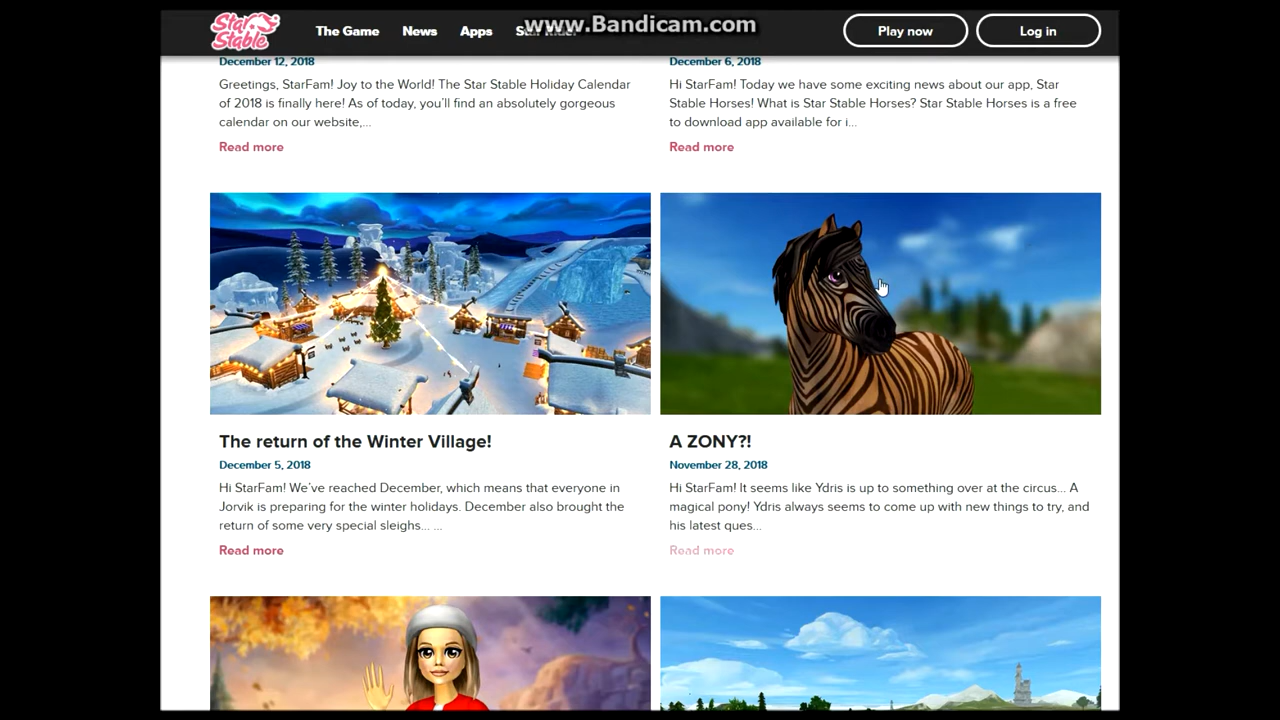 Star Stable
The Game News Apps
www.Bandicam.com
Play now
Log in
December 12, 2018
Greetings, StarFam! Joy to the World! The Star Stable Holiday Calendar
of 2018 is finally here! As of today, you'll find an absolutely gorgeous
calendar on our website,...
Read more
December 6, 2018
Hi StarFam! Today we have some exciting news about our app, Star
Stable Horses! What is Star Stable Horses? Star Stable Horses is a free
to download app available for i...
Read more
The return of the Winter Village!
December 5, 2018
Hi StarFam! We've reached December, which means that everyone in
Jorvik is preparing for the winter holidays. December also brought the
return of some very special sleighs... ...
Read more
A ZONY?!
November 28, 2018
Hi StarFam! It seems like Ydris is up to something over at the circus... A
magical pony! Ydris always seems to come up with new things to try, and
his latest ques...
Read more